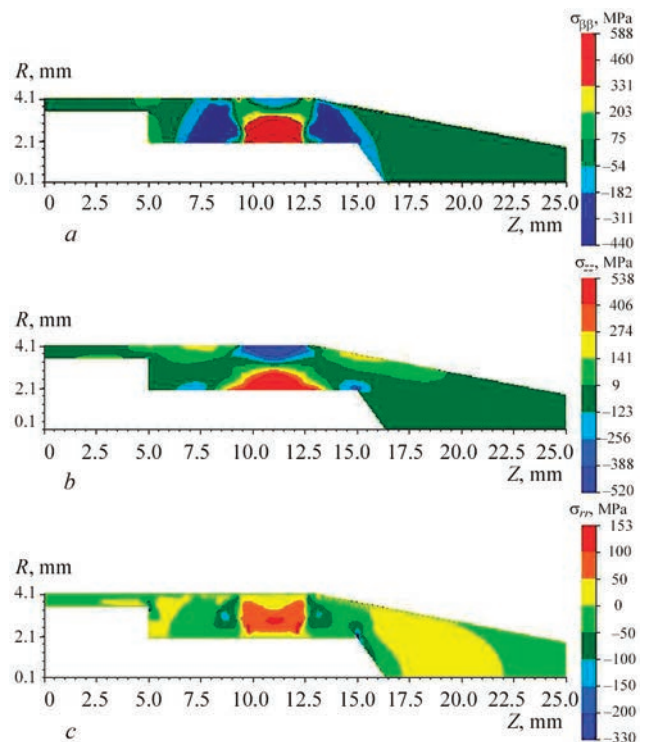 σββ, MPa
588
460
331
203
75
–54
–182
–311
–440
R, mm
4.1
2.1
0.1
0 2.5 5.0 7.5 10.0 12.5 15.0 17.5 20.0 22.5 25.0
Z, mm
a
σzz, MPa
538
406
274
141
9
–123
–256
–388
–520
R, mm
4.1
2.1
0.1
0 2.5 5.0 7.5 10.0 12.5 15.0 17.5 20.0 22.5 25.0
Z, mm
b
σrr, MPa
153
100
50
0
–50
–100
–150
–200
–330
R, mm
4.1
2.1
0.1
0 2.5 5.0 7.5 10.0 12.5 15.0 17.5 20.0 22.5 25.0
Z, mm
c